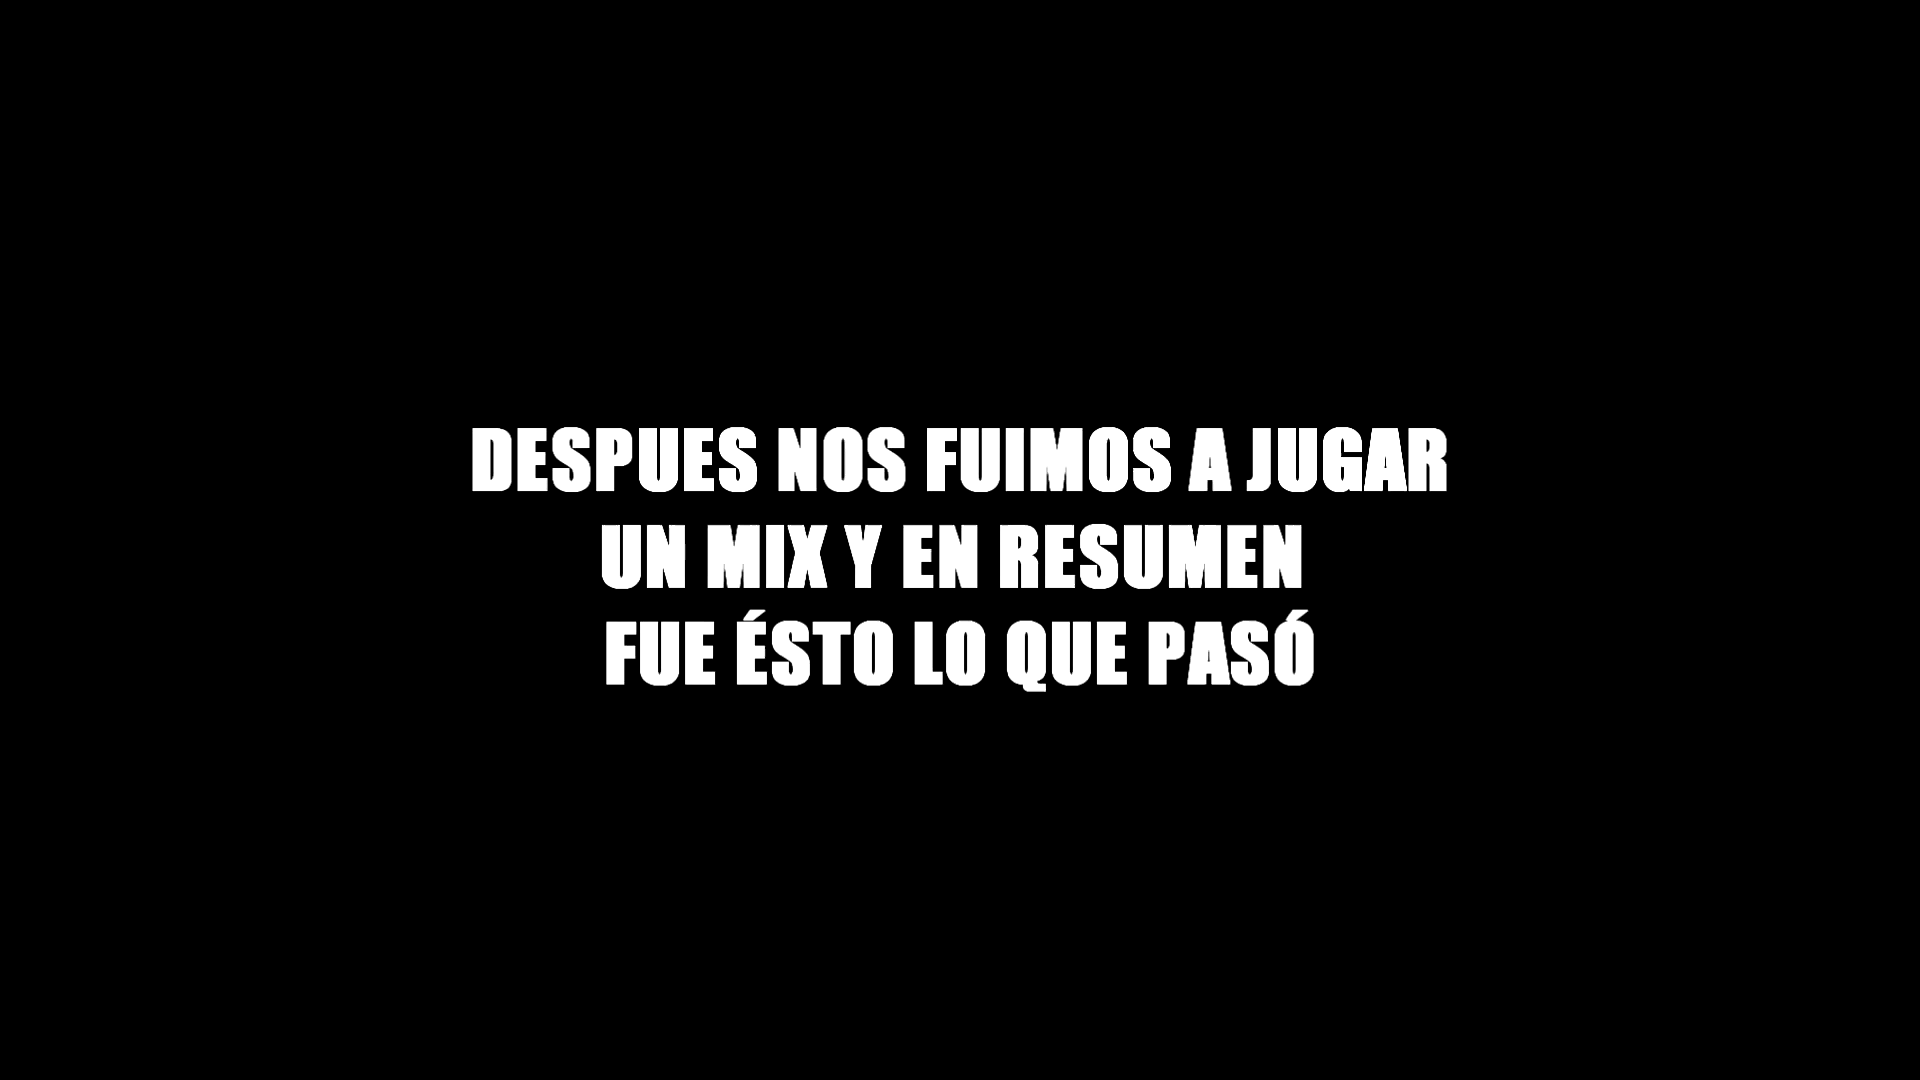 DESPUES NOS FUIMOS A JUGAR
UN MIX Y EN RESUMEN
FUE ÉSTO LO QUE PASÓ